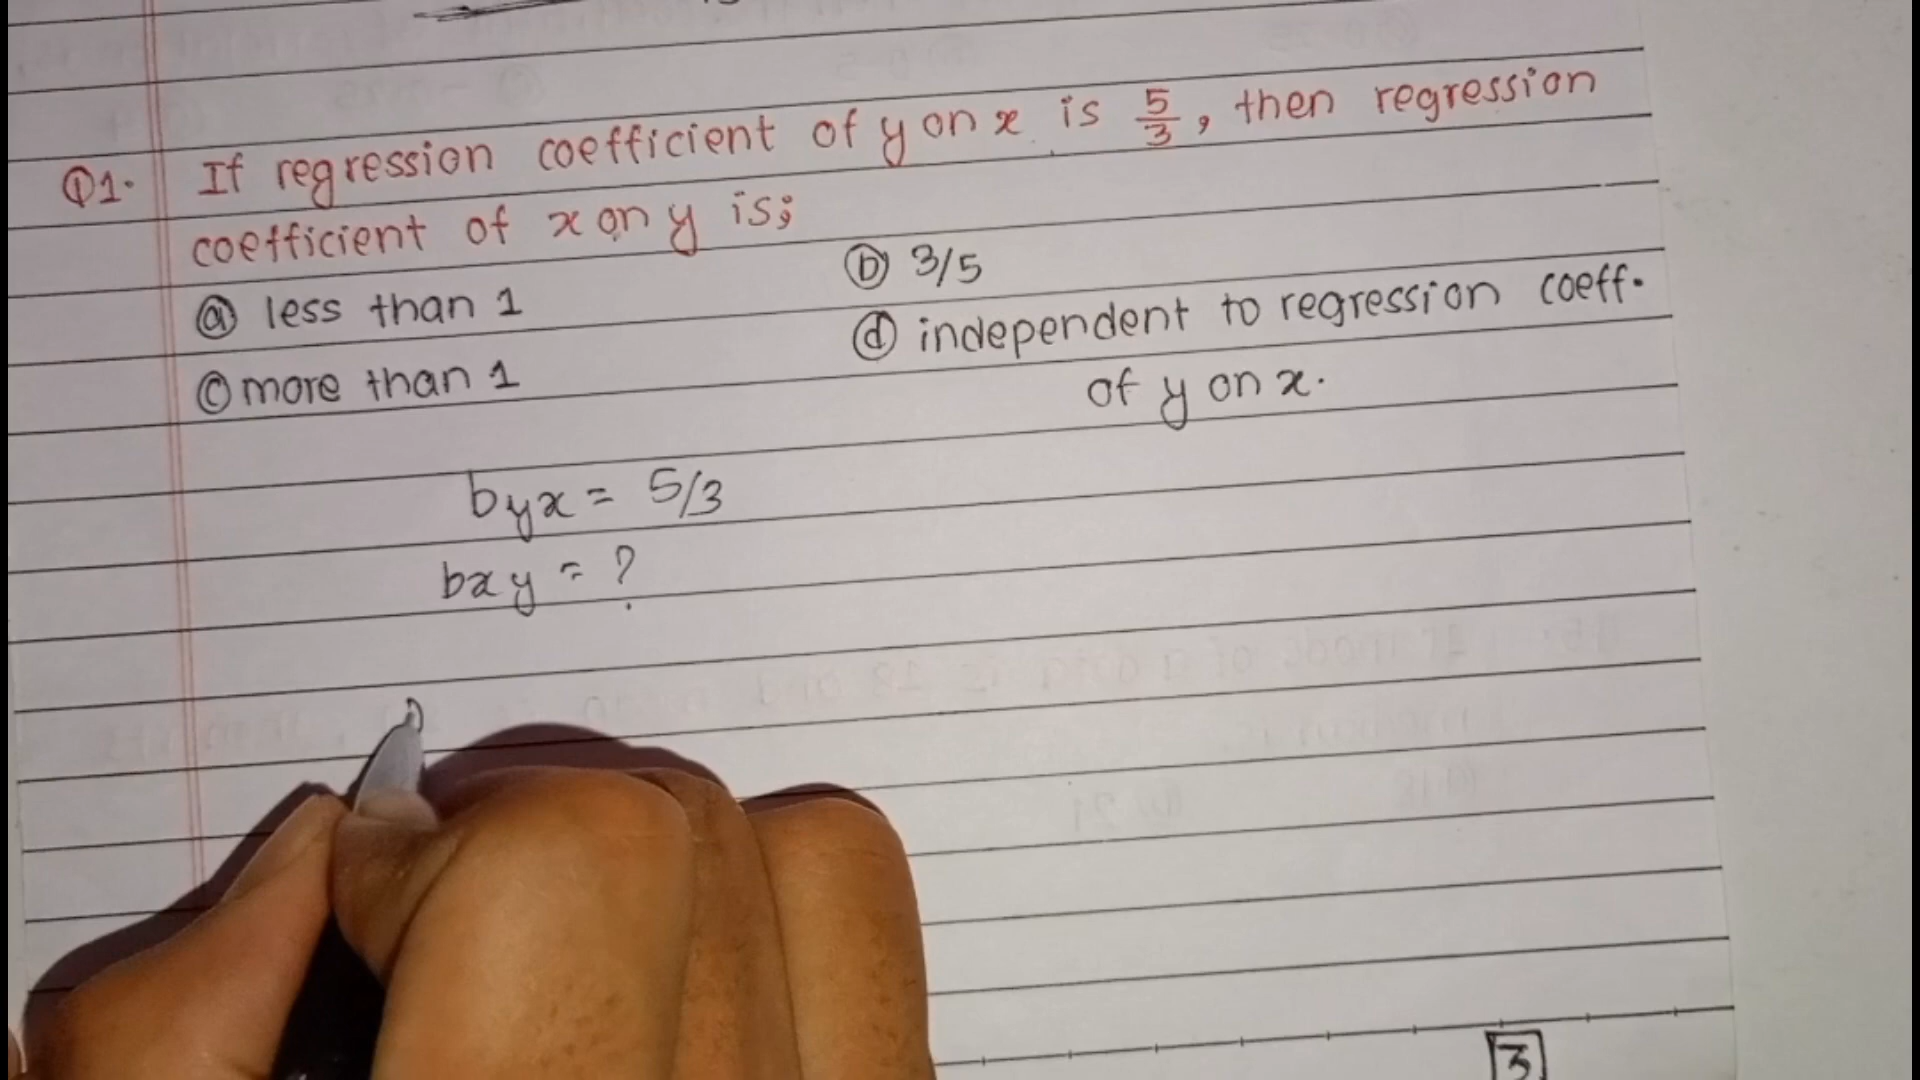 Q1. If regression coefficient of y on x is 5/3, then regression
coefficient of x on y is;
ⓐ less than 1 ⓑ 3/5
ⓒ more than 1 ⓓ independent to regression coeff.
of y on x.
byx = 5/3
bxy = ?
3